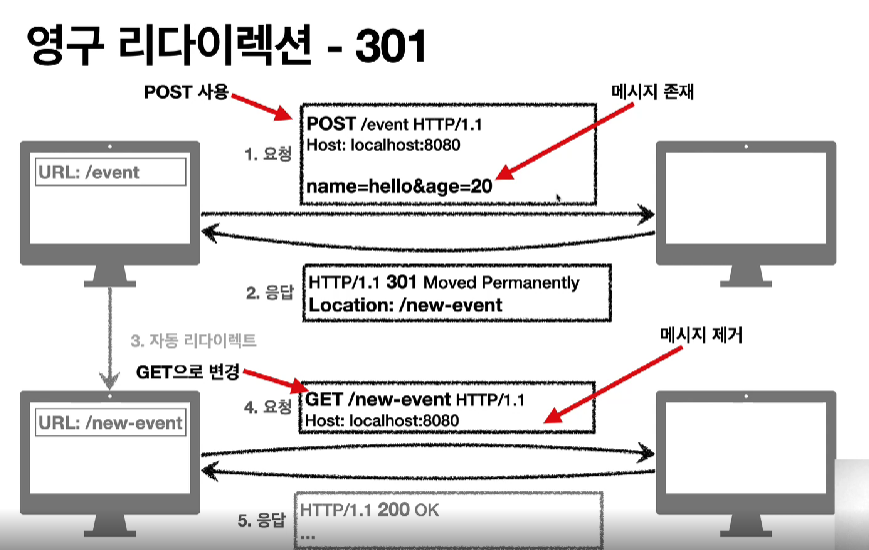 영구 리다이렉션 - 301
POST 사용
메시지 존재
URL: /event
1. 요청
POST /event HTTP/1.1
Host: localhost:8080
name=hello&age=20
2. 응답
HTTP/1.1 301 Moved Permanently
Location: /new-event
3. 자동 리다이렉트
메시지 제거
GET으로 변경
URL: /new-event
4. 요청
GET /new-event HTTP/1.1
Host: localhost:8080
5. 응답
HTTP/1.1 200 OK
...